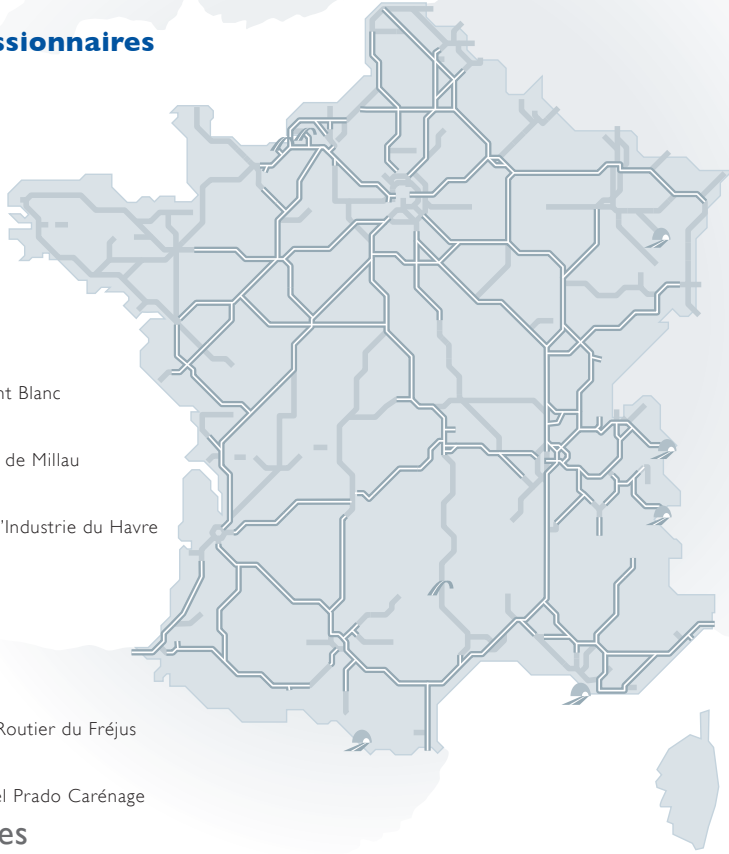 ssionnaires
nt Blanc
de Millau
l'Industrie du Havre
Routier du Fréjus
el Prado Carénage
es